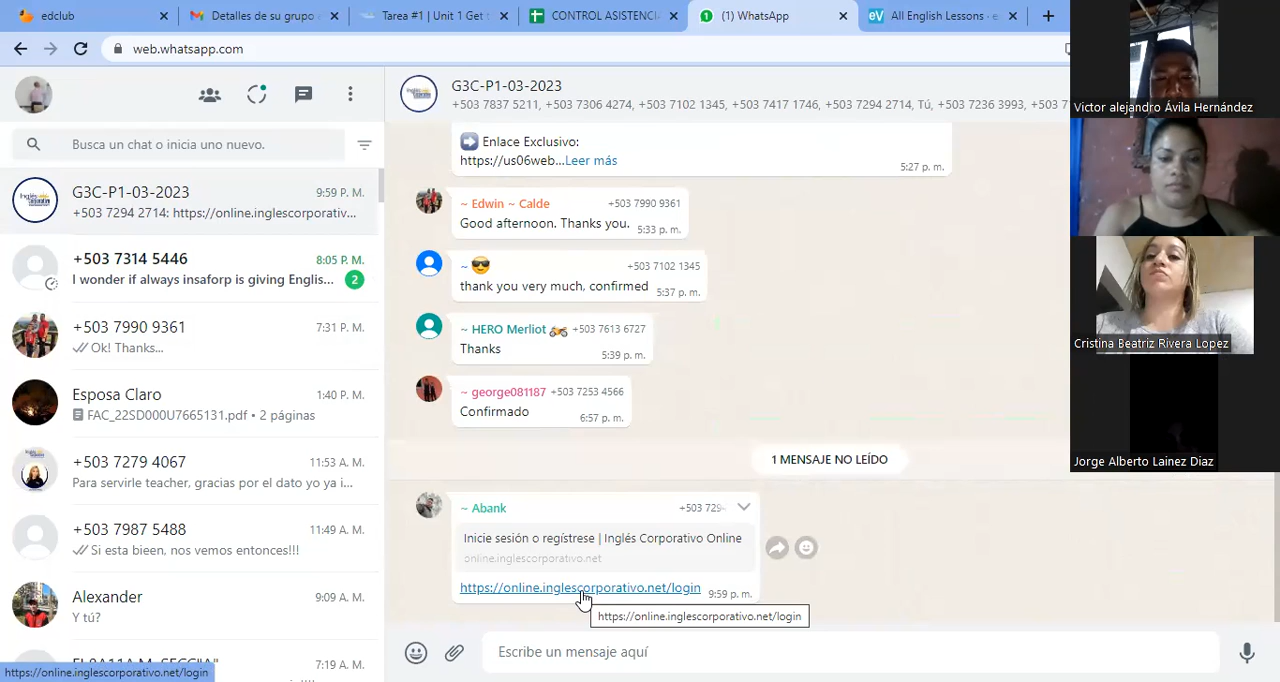 edclub
Detalles de su grupo
Tarea #1 | Unit 1 - GE
CONTROL ASISTENC
(1) WhatsApp
All English Lessons - e
web.whatsapp.com
G3C-P1-03-2023
+503 7306 4274, +503 7102 1345, +503 7417 1746, +503 7294 2714, Tú, +503 7236 3993, +503 7
Busca un chat o inicia uno nuevo.
G3C-P1-03-2023
9:59 P. M.
+503 7294 2714: https://online.inglescorporativ...
+503 7314 5446
8:05 P. M.
I wonder if always insaforp is giving Englis...
2
+503 7990 9361
7:31 P. M.
Ok! Thanks...
Esposa Claro
1:40 P. M.
FAC_22SD000U7665131.pdf • 2 páginas
+503 7279 4067
11:53 A. M.
Para servirle teacher, gracias por el dato yo ya i...
+503 7987 5488
11:49 A. M.
Si esta bien, nos vemos entonces!!!
Alexander
9:09 A. M.
Y tú?
7:19 A. M.
https://online.inglescorporativo.net/login
Enlace Exclusivo:
https://us06web...Leer más
5:27 p. m.
~ Edwin ~ Calde
+503 7990 9361
Good afternoon. Thanks you!
5:33 p. m.
+503 7102 1345
Thank you very much, confirmed
5:37 p. m.
~ HERO Merliot
+503 7613 6727
Thanks
5:39 p. m.
~ george081187
+503 7253 4566
Confirmado
6:57 p. m.
1 MENSAJE NO LEÍDO
~ Abank
+503 729
Inicie sesión o regístrese | Inglés Corporativo Online
online.inglescorporativo.net
https://online.inglescorporativo.net/login
9:59 p. m.
https://online.inglescorporativo.net/login
Escribe un mensaje aquí
Victor alejandro Ávila Hernández
Cristina Beatriz Rivera Lopez
Jorge Alberto Lainez Diaz